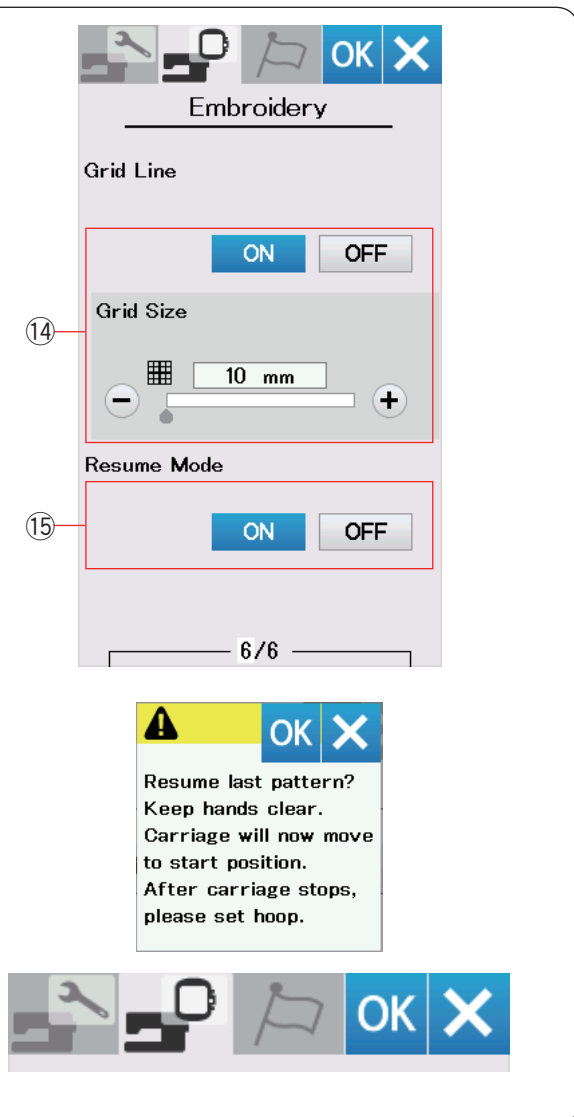 OK
Embroidery
Grid Line
ON OFF
Grid Size
⑭
10 mm
Resume Mode
⑮
ON OFF
6/6
OK
Resume last pattern?
Keep hands clear.
Carriage will now move
to start position.
After carriage stops,
please set hoop.
OK